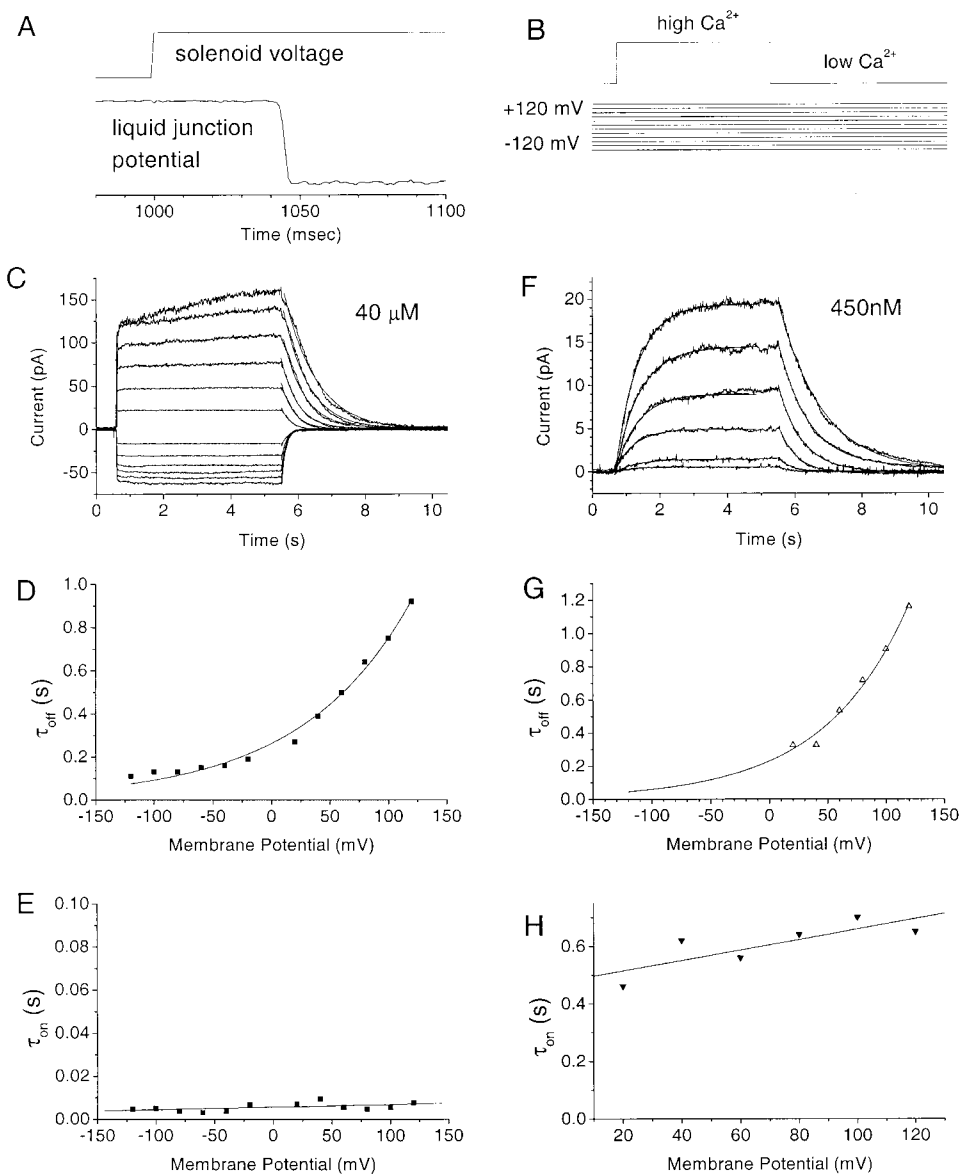 A
solenoid voltage
liquid junction
potential
1000 1050 1100
Time (msec)
B
high Ca²⁺
low Ca²⁺
+120 mV
-120 mV
C
40 μM
150
100
50
0
-50
Current (pA)
0 2 4 6 8 10
Time (s)
F
450nM
20
15
10
5
0
Current (pA)
0 2 4 6 8 10
Time (s)
D
1.0
0.8
0.6
0.4
0.2
0.0
τoff (s)
-150 -100 -50 0 50 100 150
Membrane Potential (mV)
G
1.2
1.0
0.8
0.6
0.4
0.2
0.0
τoff (s)
-150 -100 -50 0 50 100 150
Membrane Potential (mV)
E
0.10
0.08
0.06
0.04
0.02
0.00
τon (s)
-150 -100 -50 0 50 100 150
Membrane Potential (mV)
H
0.6
0.4
0.2
0.0
τon (s)
20 40 60 80 100 120
Membrane Potential (mV)